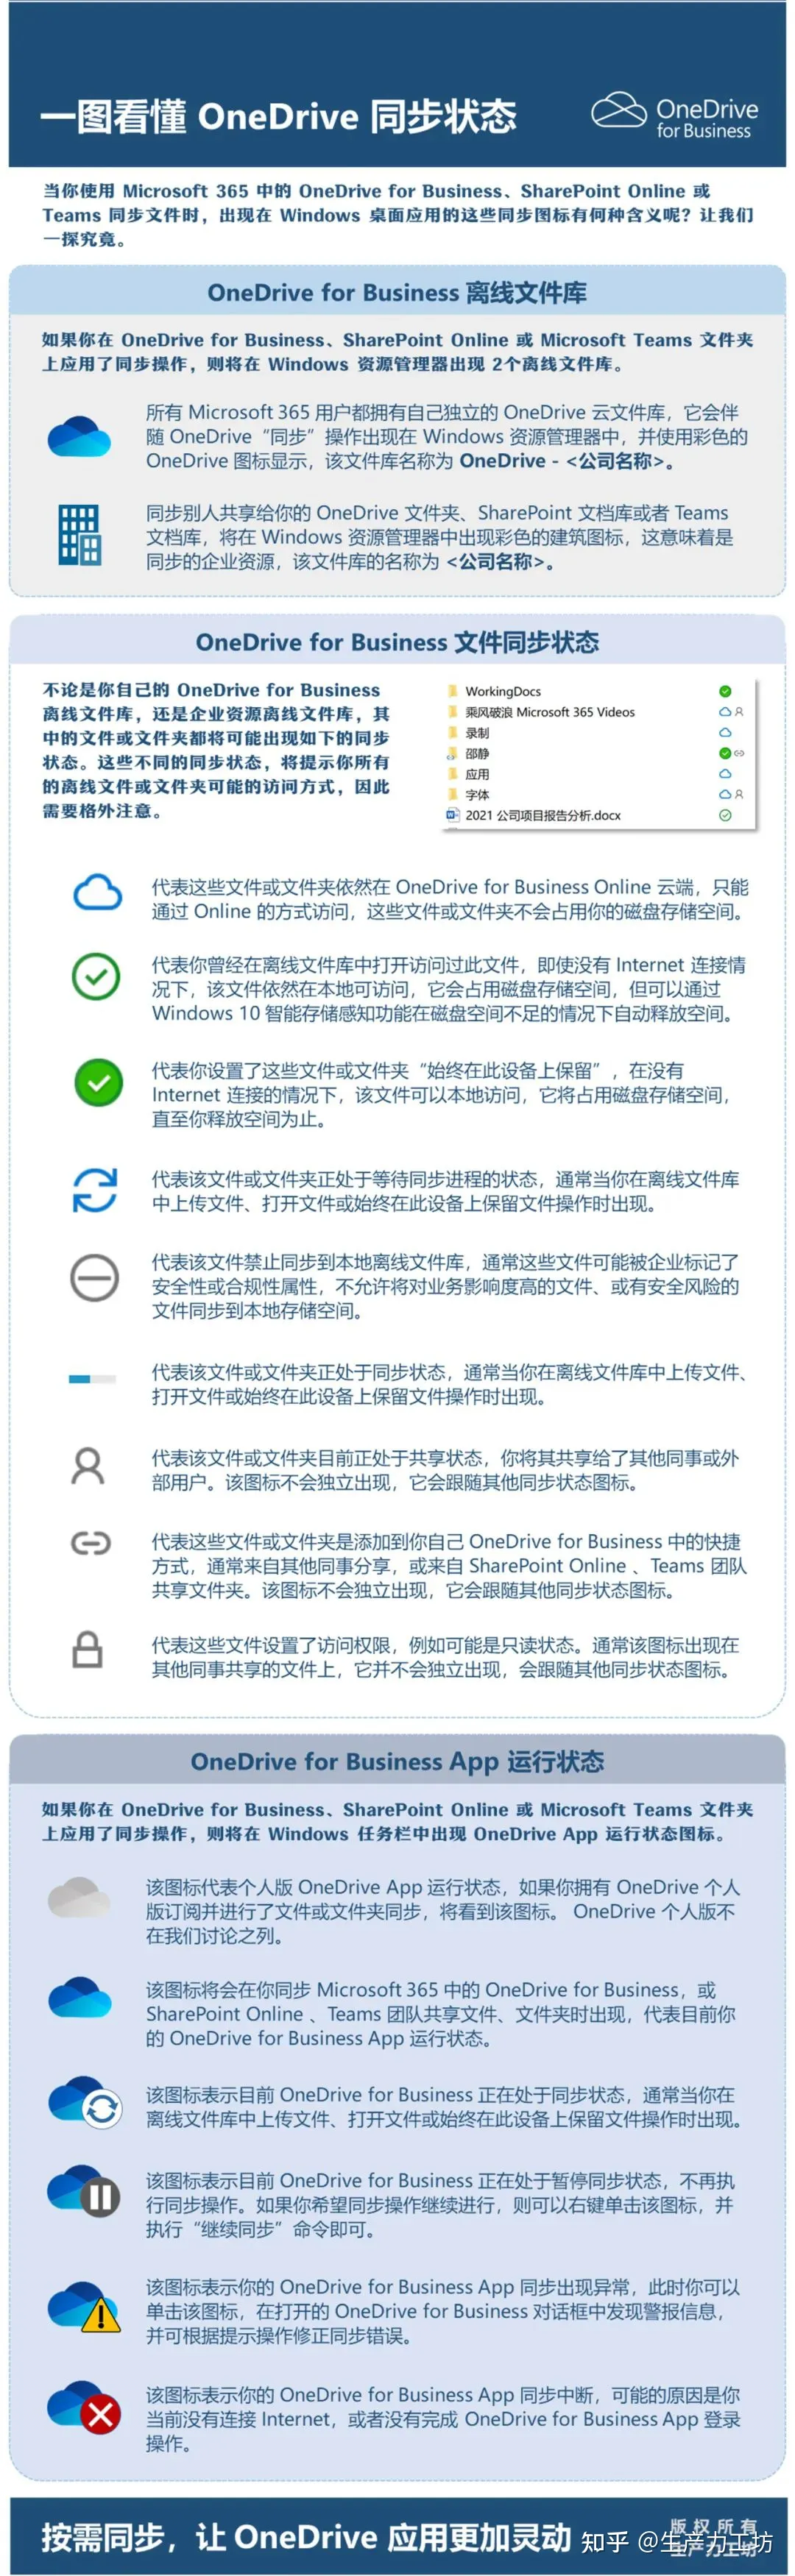 一图看懂 OneDrive 同步状态
OneDrive
for Business
当你使用 Microsoft 365 中的 OneDrive for Business、SharePoint Online 或
Teams 同步文件时，出现在 Windows 桌面应用的这些同步图标有何种含义呢？让我们
一探究竟。
OneDrive for Business 离线文件库
如果你在 OneDrive for Business、SharePoint Online 或 Microsoft Teams 文件夹
上应用了同步操作，则将在 Windows 资源管理器出现 2个离线文件库。
所有 Microsoft 365 用户都拥有自己独立的 OneDrive 云文件库，它会伴
随 OneDrive“同步”操作出现在 Windows 资源管理器中，并使用彩色的
OneDrive 图标显示，该文件库名称为 OneDrive - <公司名称>。
同步别人共享给你的 OneDrive 文件夹、SharePoint 文档库或者 Teams
文档库，将在 Windows 资源管理器中出现彩色的建筑图标，这意味着是
同步的企业资源，该文件库的名称为 <公司名称>。
OneDrive for Business 文件同步状态
不论是你自己的 OneDrive for Business
离线文件库，还是企业资源离线文件库，其
中的文件或文件夹都将可能出现如下的同步
状态。这些不同的同步状态，将提示你所有
的离线文件或文件夹可能的访问方式，因此
需要格外注意。
WorkingDocs
乘风破浪 Microsoft 365 Videos
录制
邵静
应用
字体
2021 公司项目报告分析.docx
代表这些文件或文件夹依然在 OneDrive for Business Online 云端，只能
通过 Online 的方式访问，这些文件或文件夹不会占用你的磁盘存储空间。
代表你曾经在离线文件库中打开访问过此文件，即使没有 Internet 连接情
况下，该文件依然在本地可访问，它会占用磁盘存储空间，但可以通过
Windows 10 智能存储感知功能在磁盘空间不足的情况下自动释放空间。
代表你设置了这些文件或文件夹“始终在此设备上保留”，在没有
Internet 连接的情况下，该文件可以本地访问，它将占用磁盘存储空间，
直至你释放空间为止。
代表该文件或文件夹正处于等待同步进程的状态，通常当你在离线文件库
中上传文件、打开文件或始终在此设备上保留文件操作时出现。
代表该文件禁止同步到本地离线文件库，通常这些文件可能被企业标记了
安全性或合规性属性，不允许将对业务影响度高的文件、或有安全风险的
文件同步到本地存储空间。
代表该文件或文件夹正处于同步状态，通常当你在离线文件库中上传文件、
打开文件或始终在此设备上保留文件操作时出现。
代表该文件或文件夹目前正处于共享状态，你将其共享给了其他同事或外
部用户。该图标不会独立出现，它会跟随其他同步状态图标。
代表这些文件或文件夹是添加到你自己 OneDrive for Business 中的快捷
方式，通常来自其他同事分享，或来自 SharePoint Online 、Teams 团队
共享文件夹。该图标不会独立出现，它会跟随其他同步状态图标。
代表这些文件设置了访问权限，例如可能是只读状态。通常该图标出现在
其他同事共享的文件上，它并不会独立出现，会跟随其他同步状态图标。
OneDrive for Business App 运行状态
如果你在 OneDrive for Business、SharePoint Online 或 Microsoft Teams 文件夹
上应用了同步操作，则将在 Windows 任务栏中出现 OneDrive App 运行状态图标。
该图标代表个人版 OneDrive App 运行状态，如果你拥有 OneDrive 个人
版订阅并进行了文件或文件夹同步，将看到该图标。 OneDrive 个人版不
在我们讨论之列。
该图标将会在你同步 Microsoft 365 中的 OneDrive for Business，或
SharePoint Online 、Teams 团队共享文件、文件夹时出现，代表目前你
的 OneDrive for Business App 运行状态。
该图标表示目前 OneDrive for Business 正在处于同步状态，通常当你在
离线文件库中上传文件、打开文件或始终在此设备上保留文件操作时出现。
该图标表示目前 OneDrive for Business 正在处于暂停同步状态，不再执
行同步操作。如果你希望同步操作继续进行，则可以右键单击该图标，并
执行“继续同步”命令即可。
该图标表示你的 OneDrive for Business App 同步出现异常，此时你可以
单击该图标，在打开的 OneDrive for Business 对话框中发现警报信息，
并可根据提示操作修正同步错误。
该图标表示你的 OneDrive for Business App 同步中断，可能的原因是你
当前没有连接 Internet，或者没有完成 OneDrive for Business App 登录
操作。
按需同步，让 OneDrive 应用更加灵动
版权所有
生产力工坊
知乎 @生产力工坊